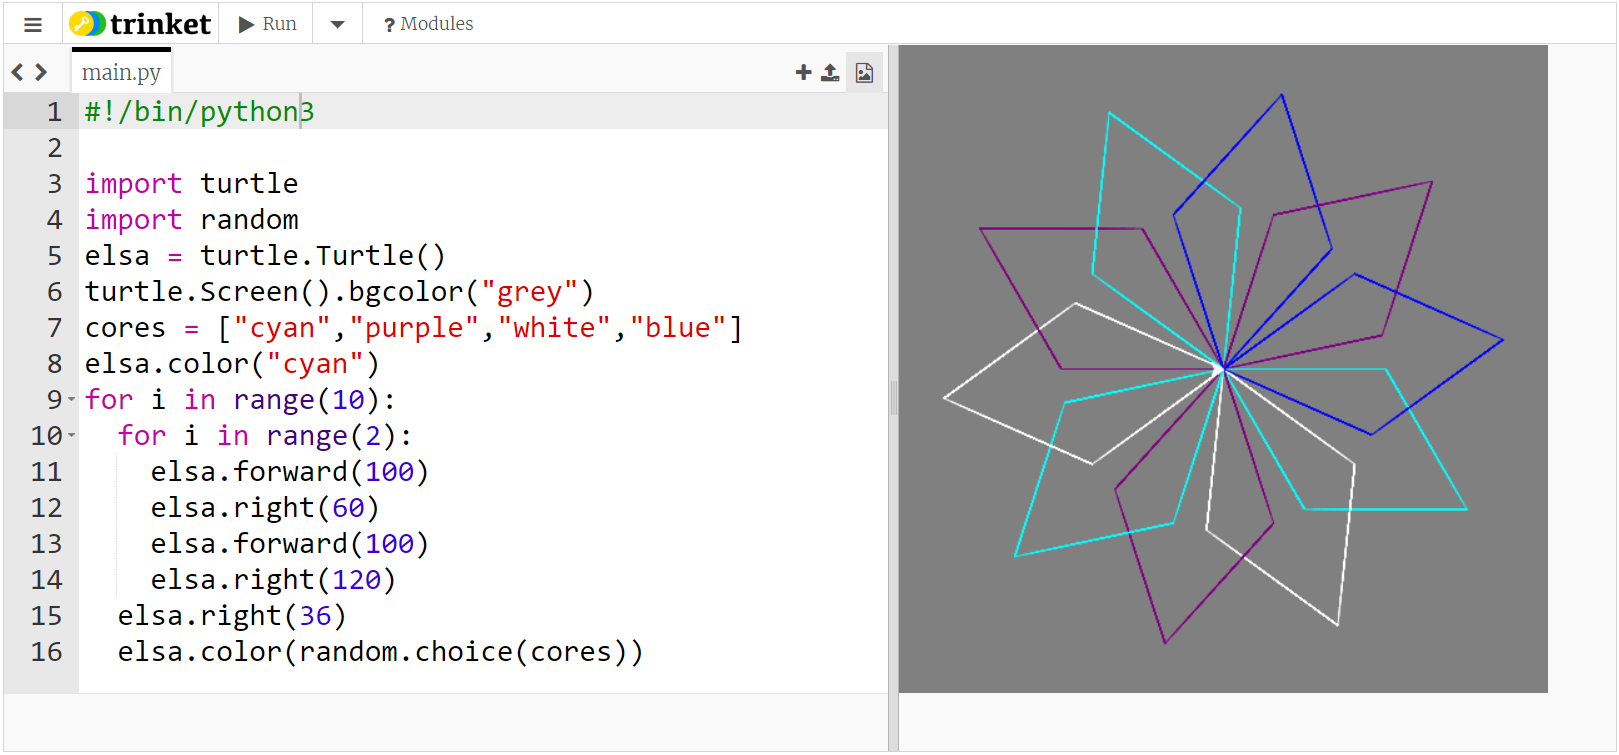 trinket Run ? Modules
main.py
1 #!/bin/python3
2
3 import turtle
4 import random
5 elsa = turtle.Turtle()
6 turtle.Screen().bgcolor("grey")
7 cores = ["cyan","purple","white","blue"]
8 elsa.color("cyan")
9 for i in range(10):
10   for i in range(2):
11     elsa.forward(100)
12     elsa.right(60)
13     elsa.forward(100)
14     elsa.right(120)
15   elsa.right(36)
16   elsa.color(random.choice(cores))